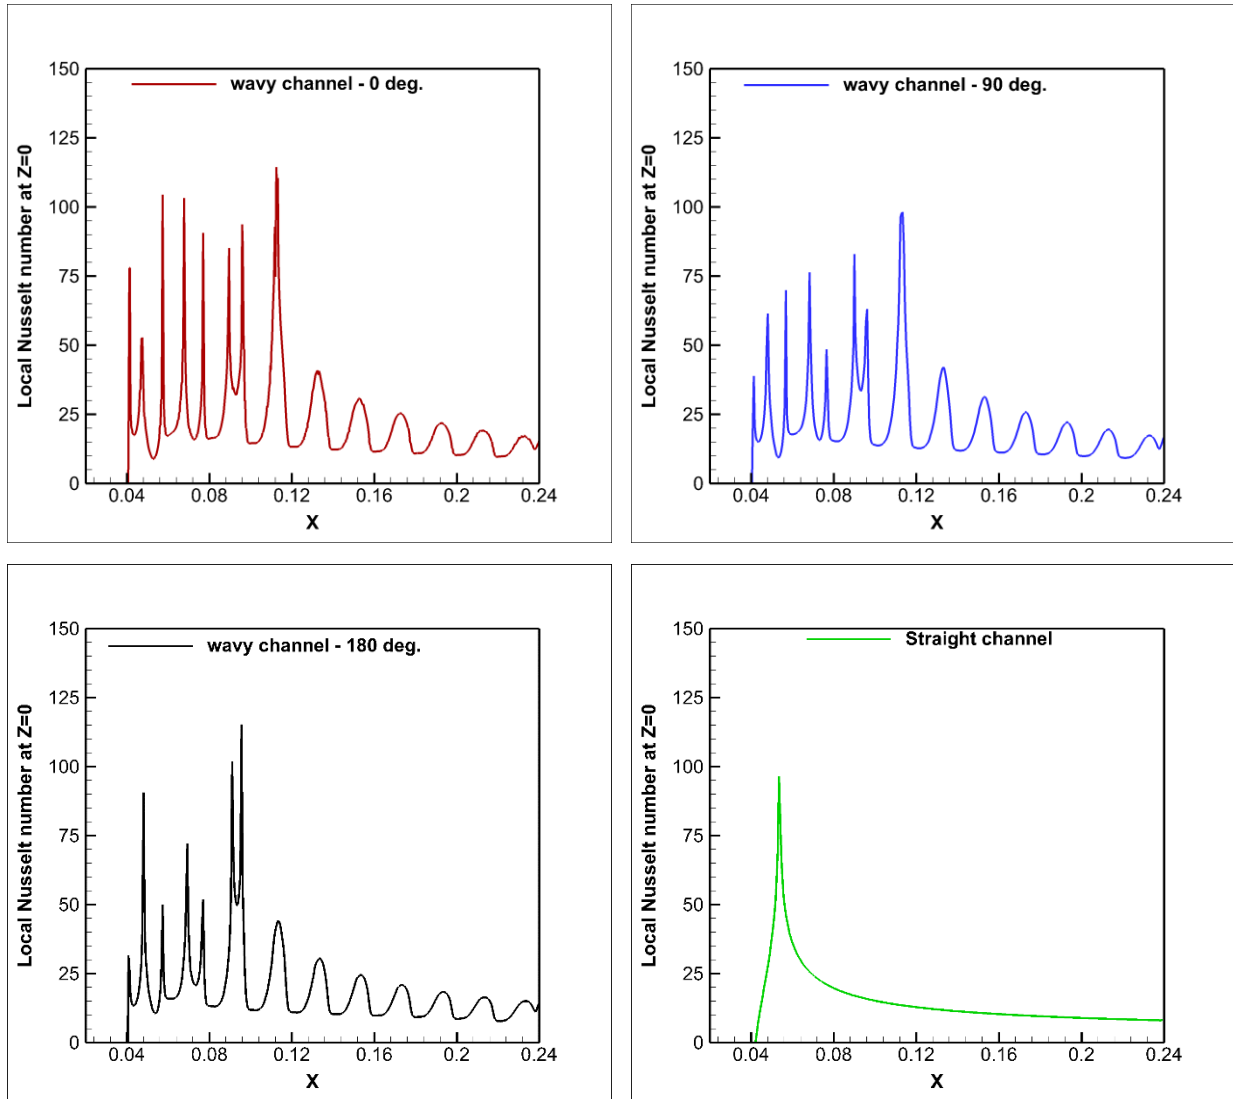 150
wavy channel - 0 deg.
125
100
75
50
25
0
Local Nusselt number at Z=0
0.04 0.08 0.12 0.16 0.2 0.24
X
150
wavy channel - 90 deg.
125
100
75
50
25
0
Local Nusselt number at Z=0
0.04 0.08 0.12 0.16 0.2 0.24
X
150
wavy channel - 180 deg.
125
100
75
50
25
0
Local Nusselt number at Z=0
0.04 0.08 0.12 0.16 0.2 0.24
X
150
Straight channel
125
100
75
50
25
0
Local Nusselt number at Z=0
0.04 0.08 0.12 0.16 0.2 0.24
X